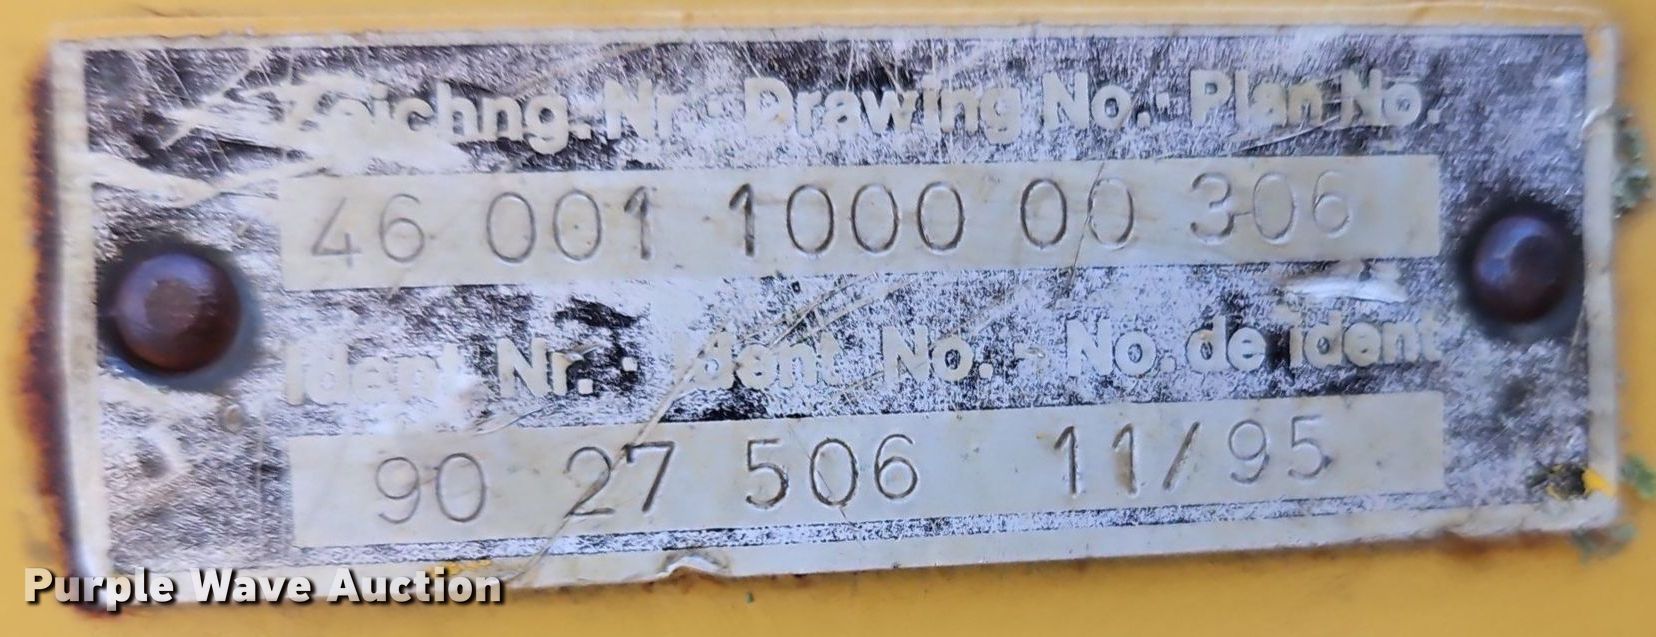 Zeichng.-Nr. · Drawing No. · Plan No.
46 001 1000 00 306
Ident. Nr. · Ident. No. · No. de ident
90 27 506 11/95
Purple Wave Auction